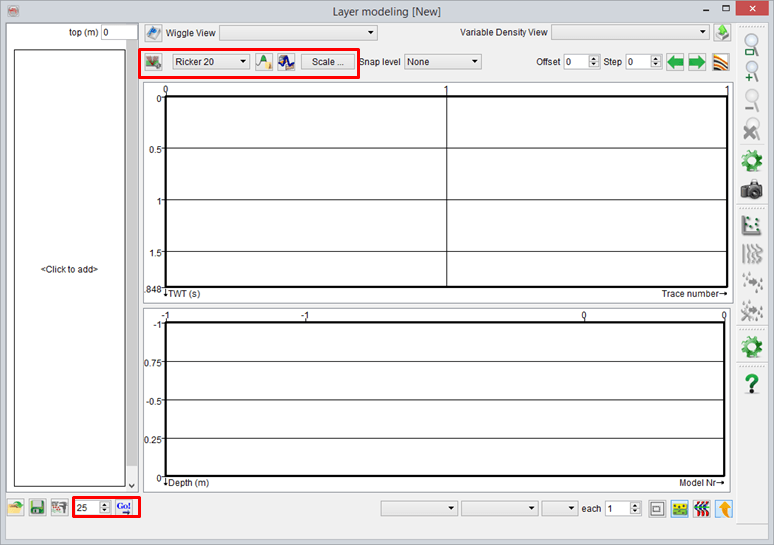 Layer modeling [New]
top (m) 0
Wiggle View
Variable Density View
Ricker 20
Scale ...
Snap level None
Offset 0
Step 0
0 1 1
0
0.5
1
1.5
.848
TWT (s)
Trace number
<Click to add>
-1 -1 0 0
-1
0.75
-0.5
0.25
0
Depth (m)
Model Nr
25
Go!
each 1